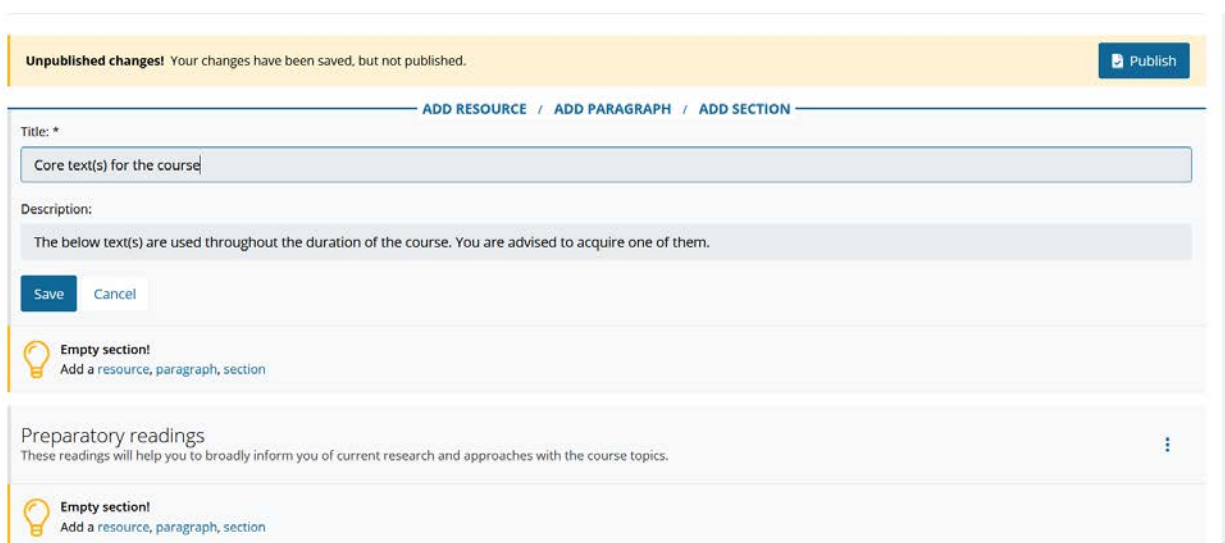 Unpublished changes! Your changes have been saved, but not published.
Publish
ADD RESOURCE / ADD PARAGRAPH / ADD SECTION
Title: *
Core text(s) for the course
Description:
The below text(s) are used throughout the duration of the course. You are advised to acquire one of them.
Save Cancel
Empty section!
Add a resource, paragraph, section
Preparatory readings
These readings will help you to broadly inform you of current research and approaches with the course topics.
Empty section!
Add a resource, paragraph, section